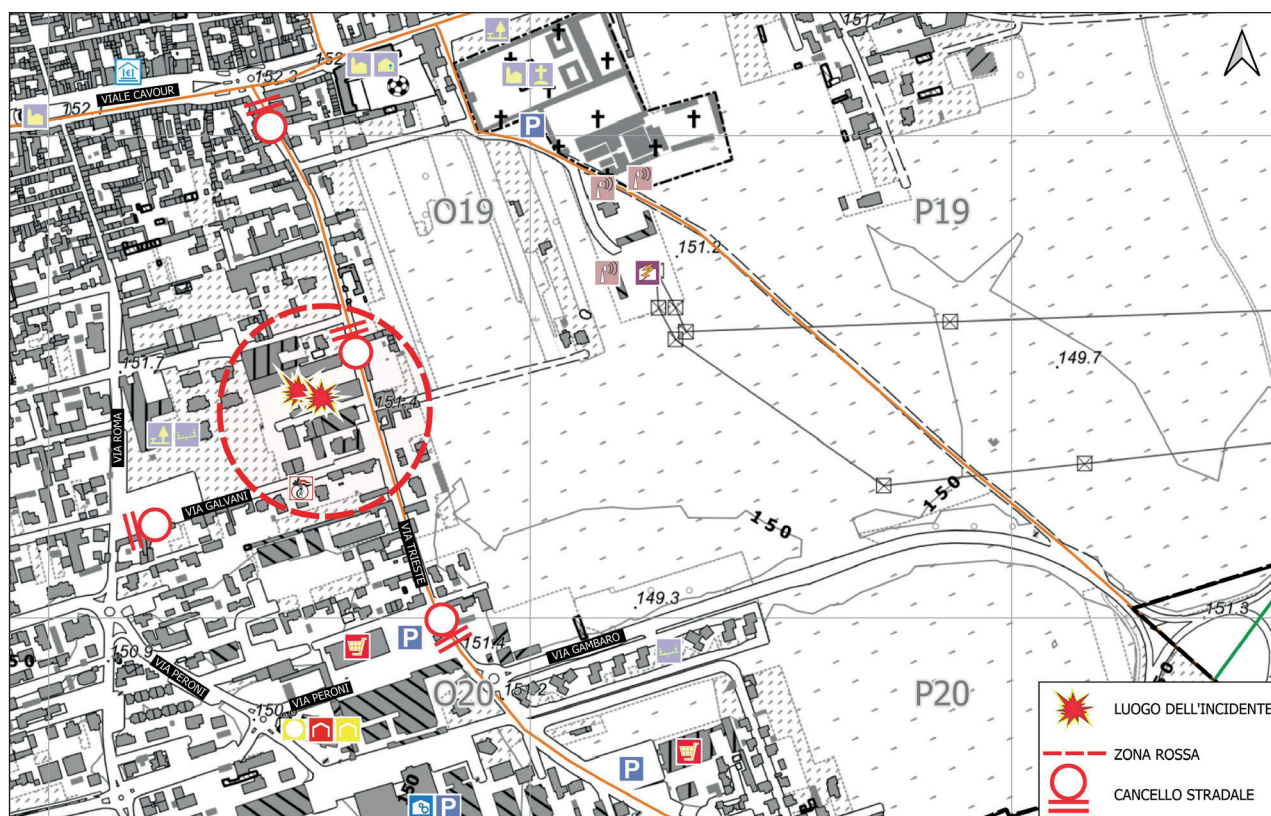 151.7
152
152.3
VIALE CAVOUR
152
P
O19
P19
151.2
151.7
149.7
151.4
VIA ROMA
VIA GALVANI
VIA TRIESTE
150
150
149.3
151.3
151.4
VIA GAMBARO
P
50
150.9
VIA PERONI
VIA PERONI
151.2
O20
P20
150
LUOGO DELL'INCIDENTE
P
ZONA ROSSA
150
P
CANCELLO STRADALE